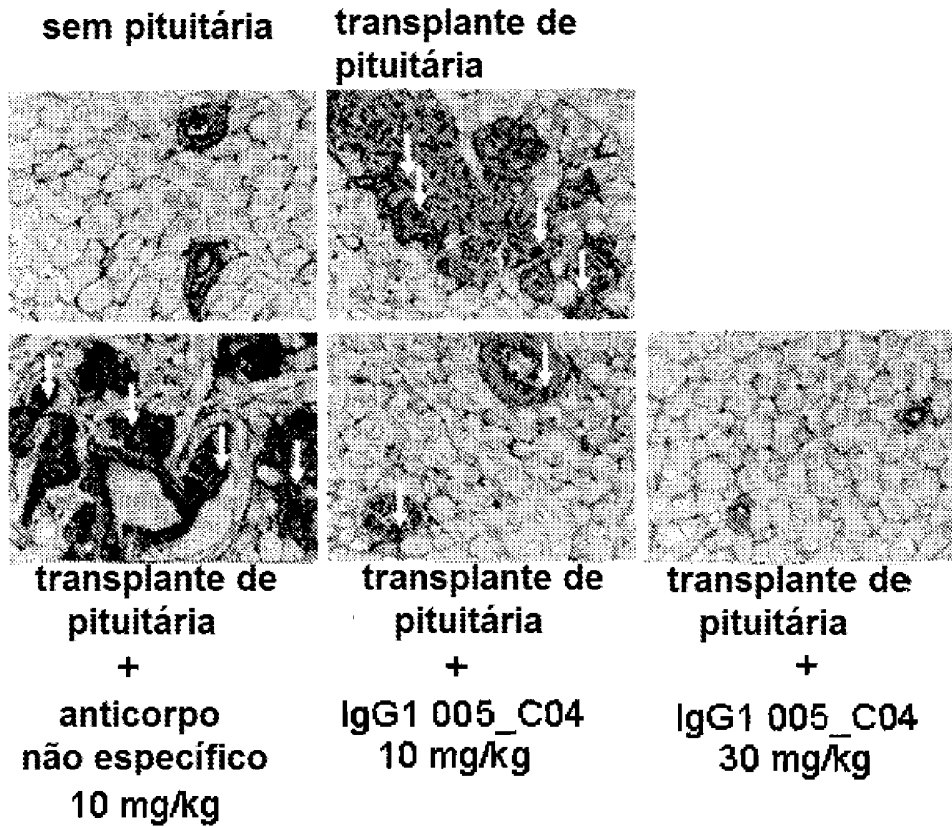 sem pituitária
transplante de
pituitária
transplante de
pituitária
+
anticorpo
não específico
10 mg/kg
transplante de
pituitária
+
IgG1 005_C04
10 mg/kg
transplante de
pituitária
+
IgG1 005_C04
30 mg/kg